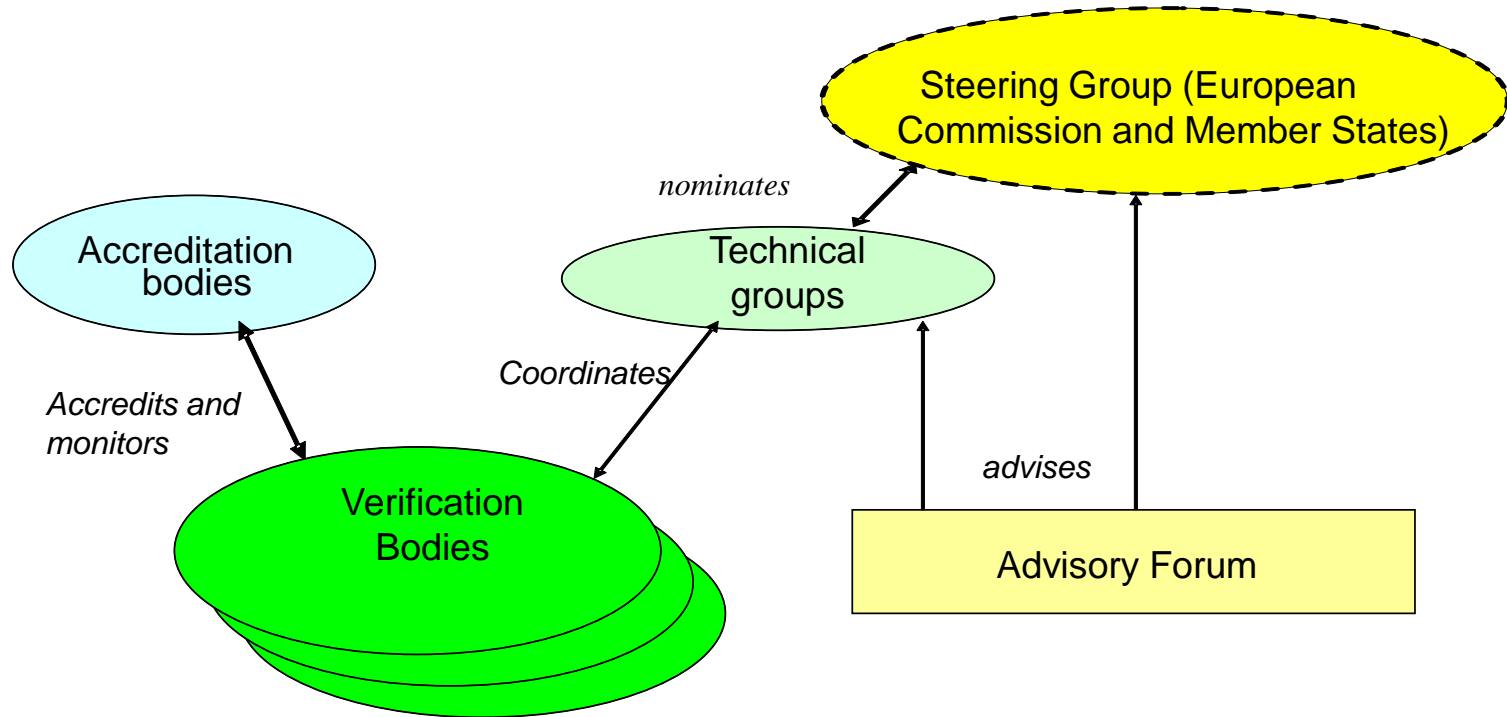 Steering Group (European
Commission and Member States)
nominates
Accreditation
bodies
Technical
groups
Coordinates
Accredits and
monitors
advises
Verification
Bodies
Advisory Forum